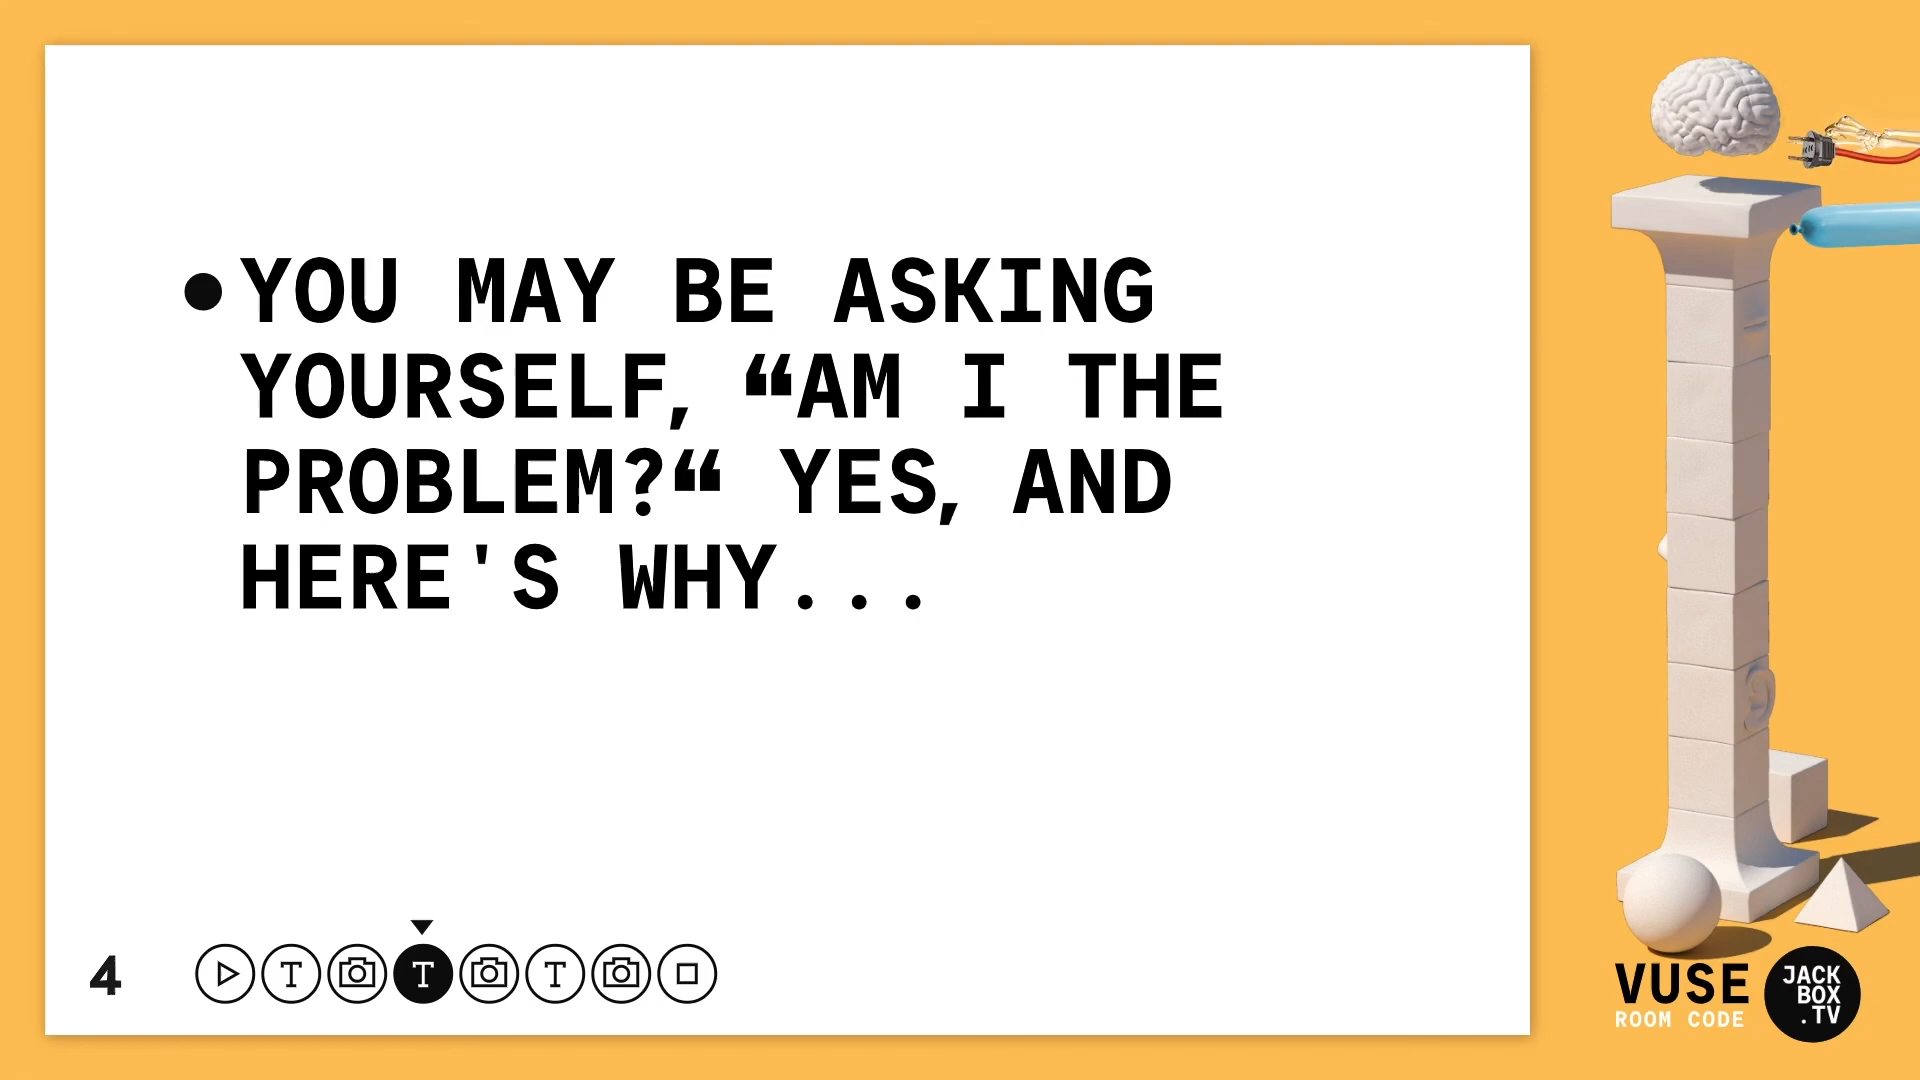 • YOU MAY BE ASKING
YOURSELF, “AM I THE
PROBLEM?“ YES, AND
HERE'S WHY...
4
T
T
T
VUSE
ROOM CODE
JACK
BOX
.TV